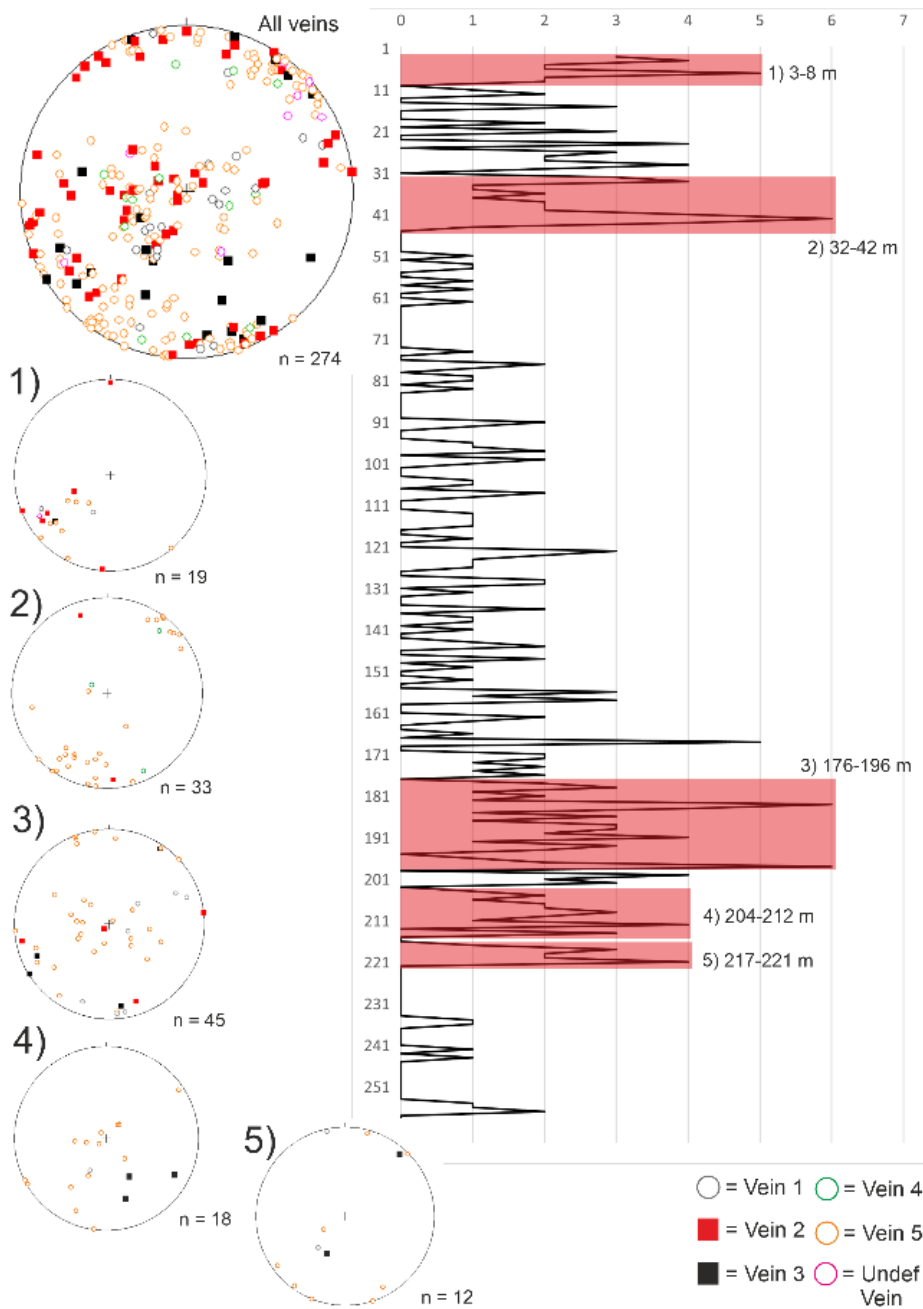 All veins
n = 274
0 1 2 3 4 5 6 7
1
11
21
31
41
51
61
71
81
91
101
111
121
131
141
151
161
171
181
191
201
211
221
231
241
251
1) 3-8 m
2) 32-42 m
3) 176-196 m
4) 204-212 m
5) 217-221 m
1)
n = 19
2)
n = 33
3)
n = 45
4)
n = 18
5)
n = 12
= Vein 1
= Vein 4
= Vein 2
= Vein 5
= Vein 3
= Undef
Vein